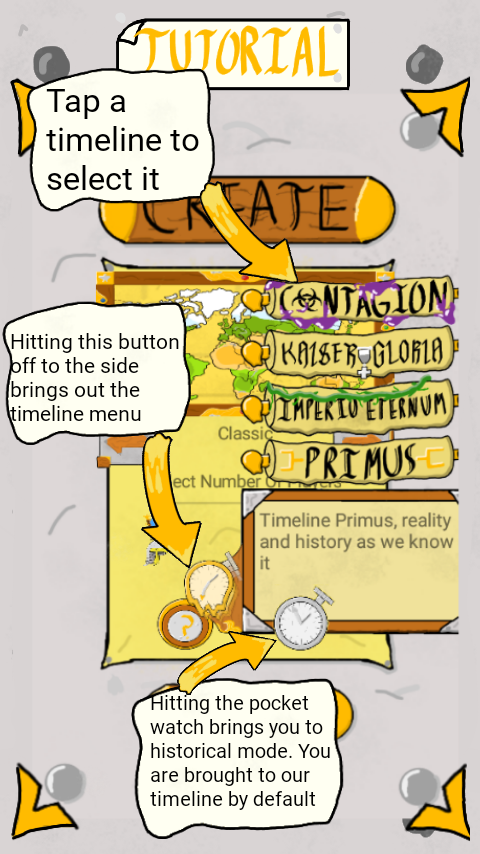 TUTORIAL
Tap a
timeline to
select it
CREATE
CONTAGION
Hitting this button
off to the side
brings out the
timeline menu
KAISER GLORIA
IMPERIO ETERNUM
Classic
PRIMUS
ect Number Of Players
Timeline Primus, reality
and history as we know
it
?
Hitting the pocket
watch brings you to
historical mode. You
are brought to our
timeline by default